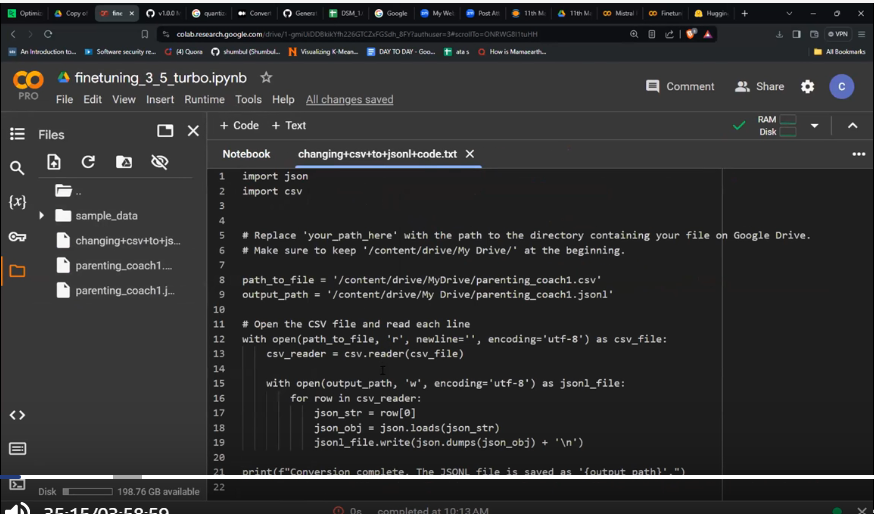 Optimiz
Copy of
fine
v1.0.0 N
quanti
Convert
Genera
DSM_1
Google
My Web
Post Att
11th M
11th M
Mistral
Finetun
Hugging
colab.research.google.com/drive/
VPN
An Introduction to...
Software security re...
(4) Quora
shumbul (Shumbul...
Visualizing K-Mean...
DAY TO DAY - Goo...
ata s
How is Mamaearth...
All Bookmarks
CO
PRO
finetuning_3_5_turbo.ipynb
File Edit View Insert Runtime Tools Help All changes saved
Comment
Share
C
Files
+ Code + Text
RAM
Disk
Notebook
changing+csv+to+jsonl+code.txt
..
sample_data
changing+csv+to+js...
parenting_coach1....
parenting_coach1.j...
{x}
<>
1 import json
2 import csv
3
4
5 # Replace 'your_path_here' with the path to the directory containing your file on Google Drive.
6 # Make sure to keep '/content/drive/My Drive/' at the beginning.
7
8 path_to_file = '/content/drive/MyDrive/parenting_coach1.csv'
9 output_path = '/content/drive/My Drive/parenting_coach1.jsonl'
10
11 # Open the CSV file and read each line
12 with open(path_to_file, 'r', newline='', encoding='utf-8') as csv_file:
13 csv_reader = csv.reader(csv_file)
14
15 with open(output_path, 'w', encoding='utf-8') as jsonl_file:
16 for row in csv_reader:
17 json_str = row[0]
18 json_obj = json.loads(json_str)
19 jsonl_file.write(json.dumps(json_obj) + '\n')
20
21 print(f"Conversion complete. The JSONL file is saved as '{output_path}'.")
22
Disk 198.76 GB available
35:15/03:58:59
0s completed at 10:13 AM